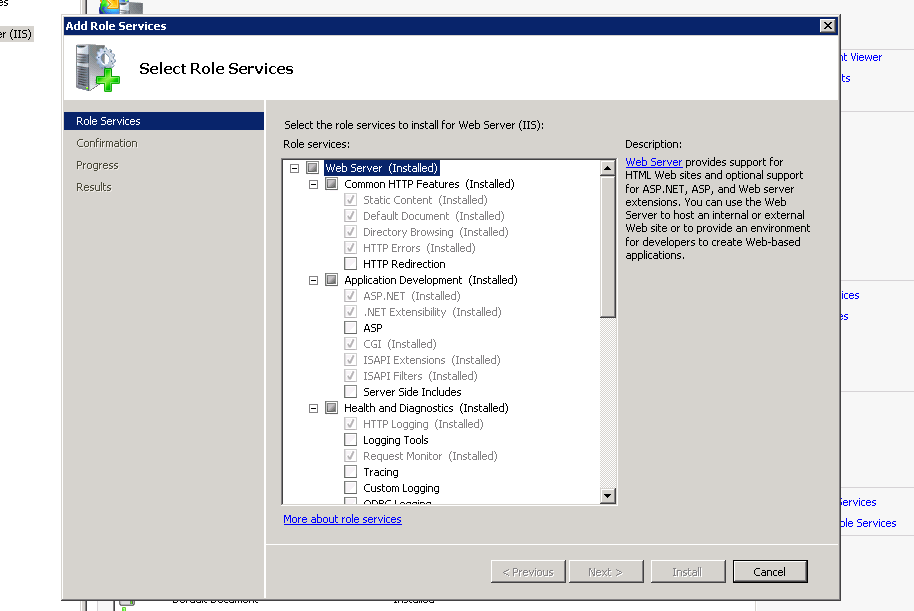 es
er (IIS)
Add Role Services
Select Role Services
nt Viewer
ts
Role Services
Confirmation
Progress
Results
Select the role services to install for Web Server (IIS):
Role services:
Web Server (Installed)
Common HTTP Features (Installed)
Static Content (Installed)
Default Document (Installed)
Directory Browsing (Installed)
HTTP Errors (Installed)
HTTP Redirection
Application Development (Installed)
ASP.NET (Installed)
.NET Extensibility (Installed)
ASP
CGI (Installed)
ISAPI Extensions (Installed)
ISAPI Filters (Installed)
Server Side Includes
Health and Diagnostics (Installed)
HTTP Logging (Installed)
Logging Tools
Request Monitor (Installed)
Tracing
Custom Logging
ODBC Logging
Description:
Web Server provides support for
HTML Web sites and optional support
for ASP.NET, ASP, and Web server
extensions. You can use the Web
Server to host an internal or external
Web site or to provide an environment
for developers to create Web-based
applications.
ices
es
Services
ole Services
More about role services
< Previous
Next >
Install
Cancel
Default Document
Installed